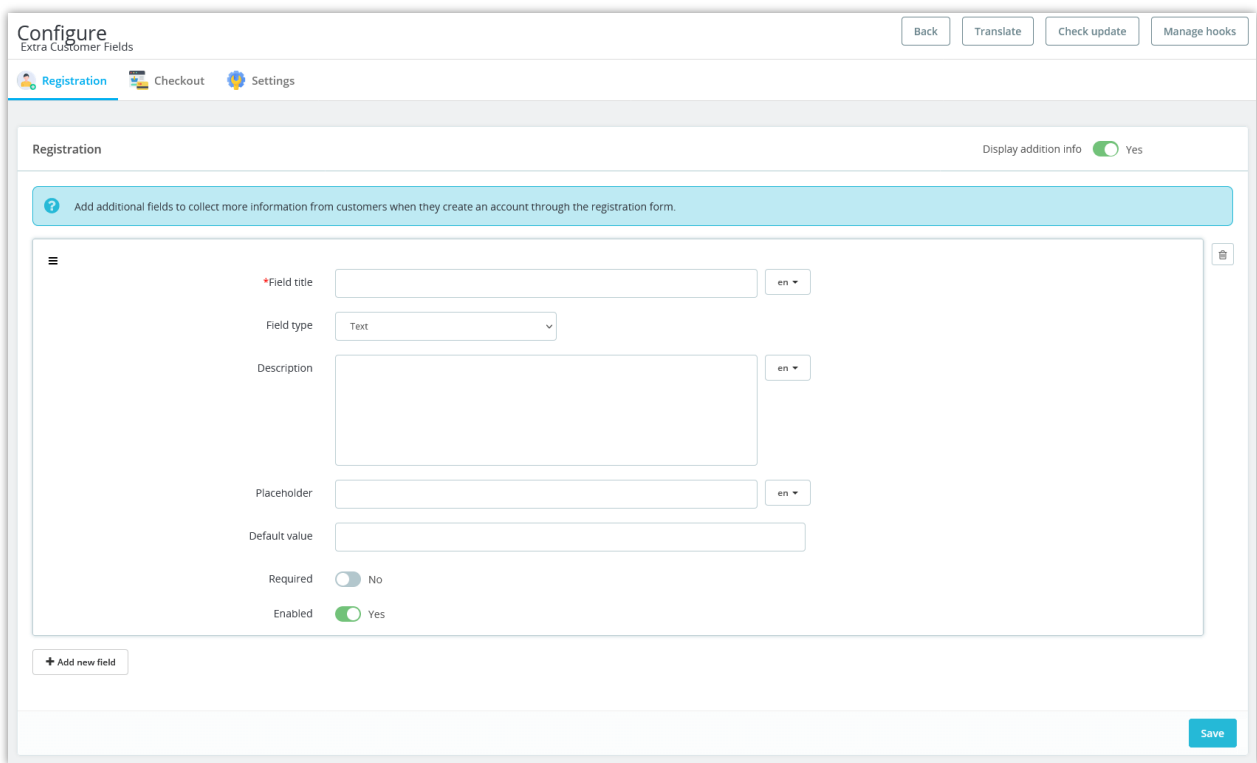 Configure
Extra Customer Fields
Back
Translate
Check update
Manage hooks
Registration
Checkout
Settings
Registration
Display addition info
Yes
Add additional fields to collect more information from customers when they create an account through the registration form.
*Field title
en
Field type
Text
Description
en
Placeholder
en
Default value
Required
No
Enabled
Yes
Add new field
Save